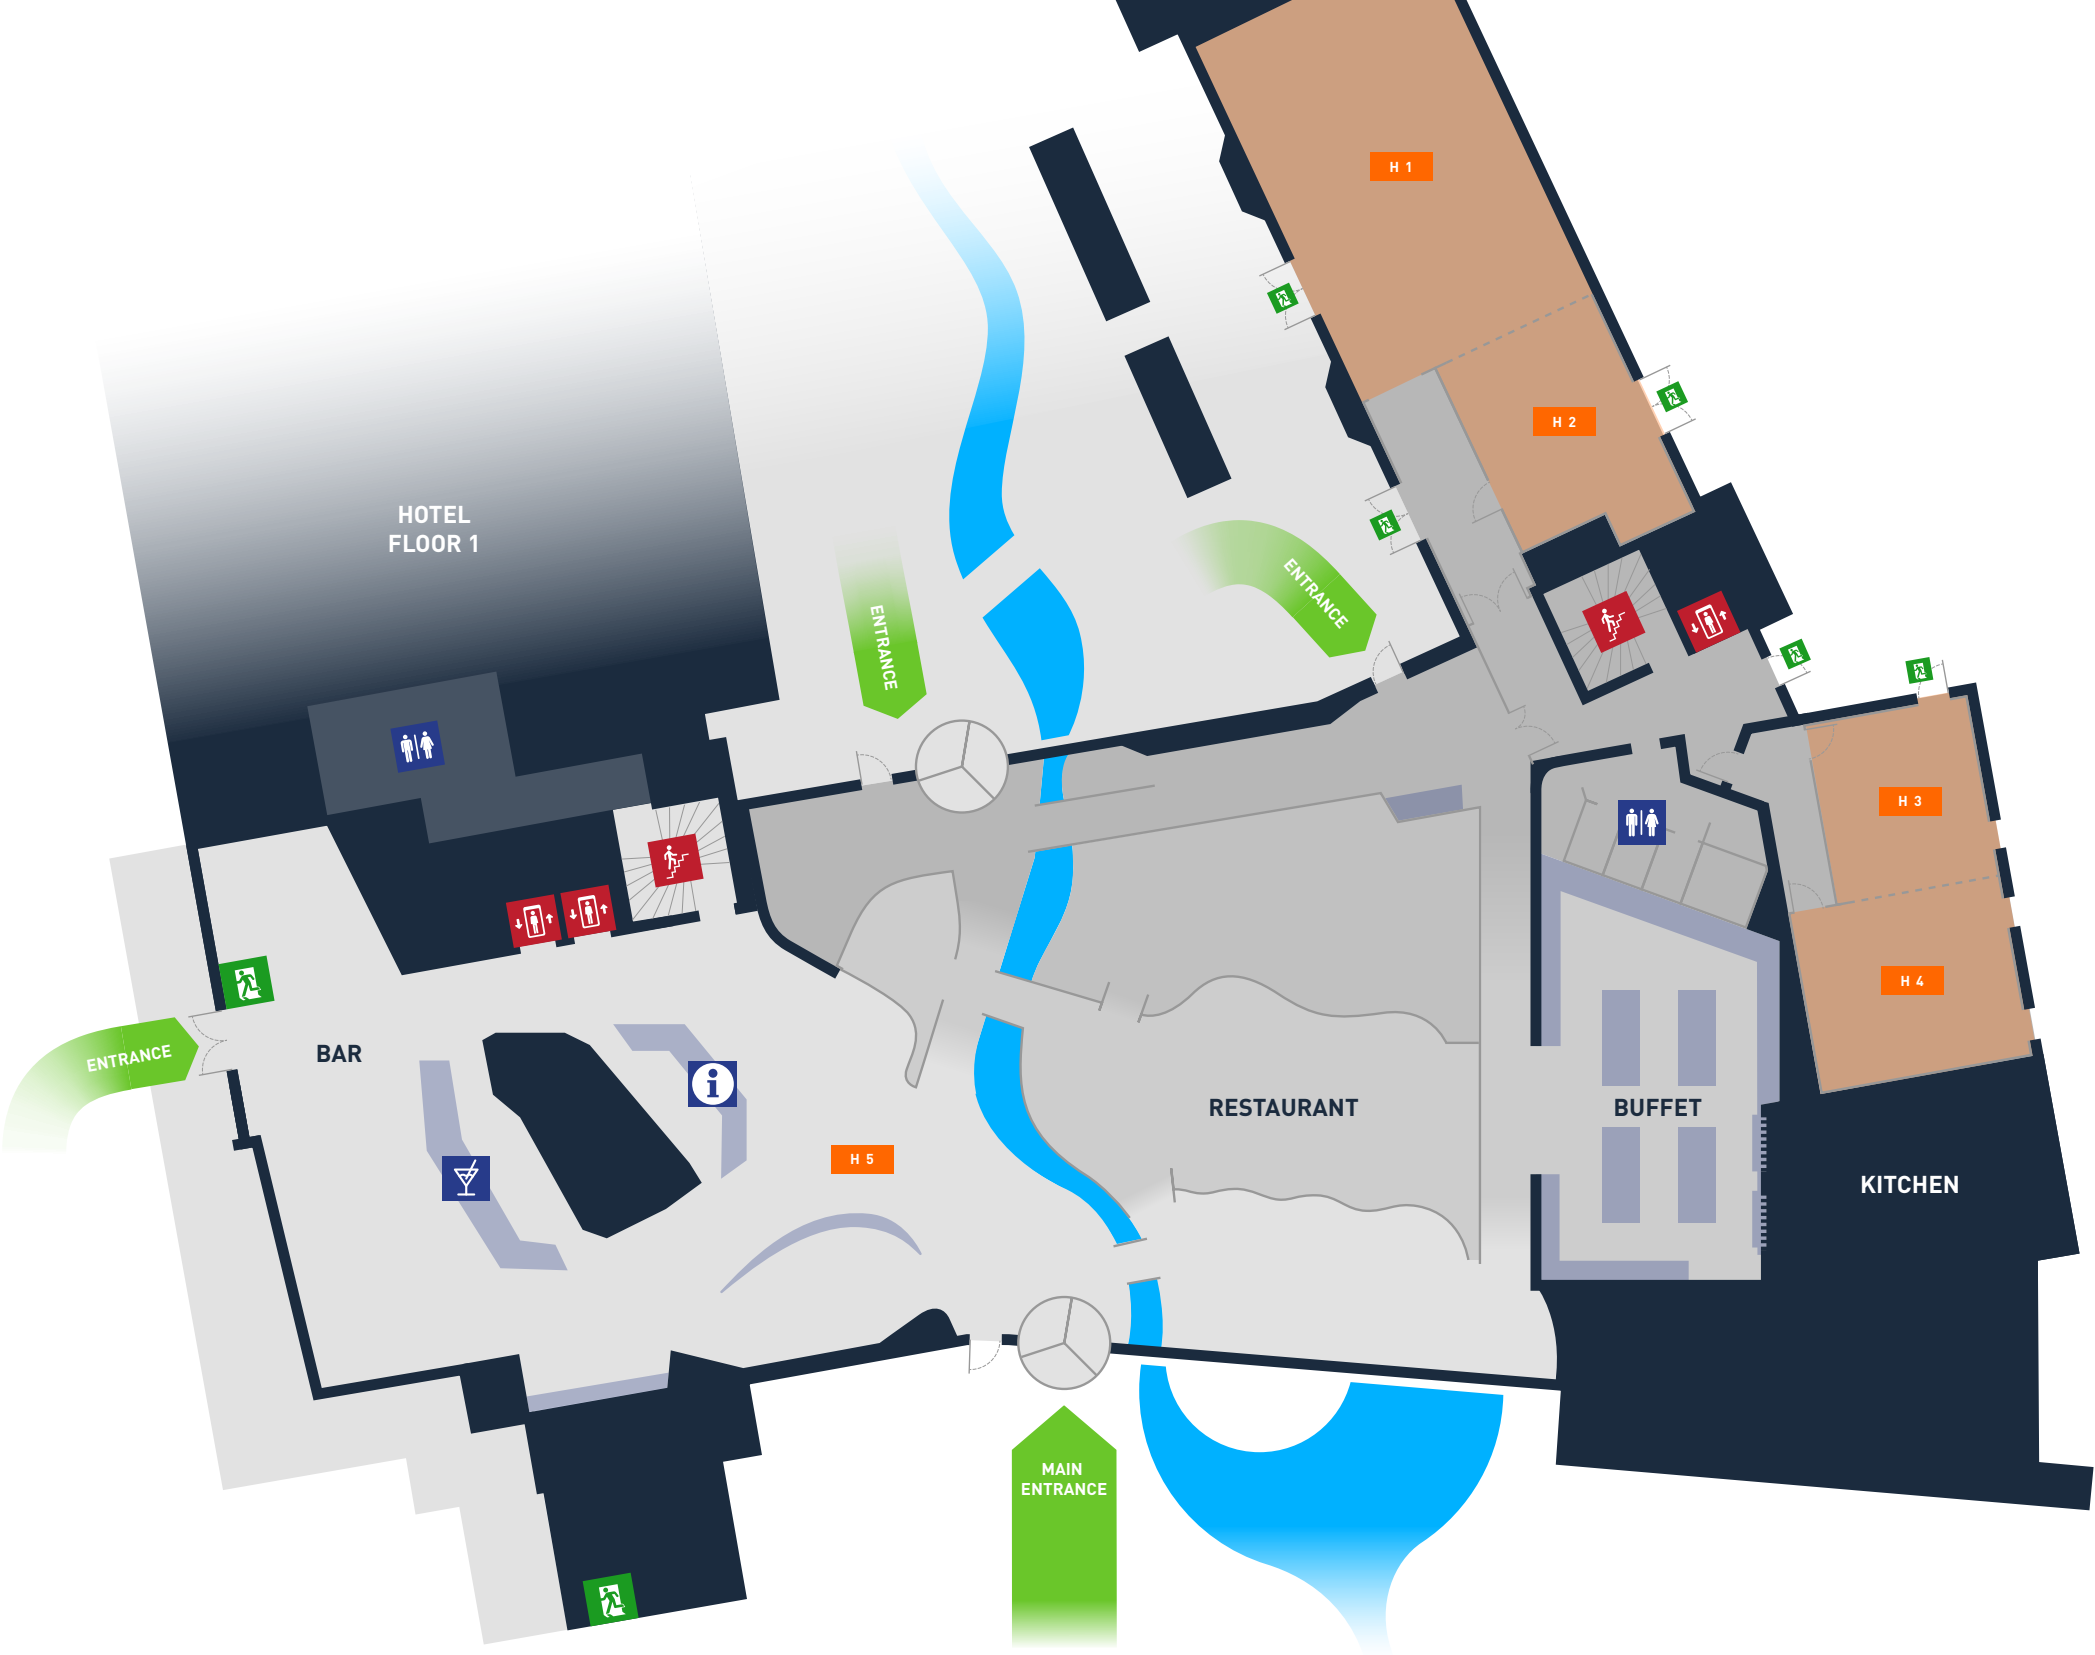 H 1
H 2
HOTEL
FLOOR 1
ENTRANCE
ENTRANCE
H 3
H 4
ENTRANCE
BAR
RESTAURANT
BUFFET
H 5
KITCHEN
MAIN
ENTRANCE